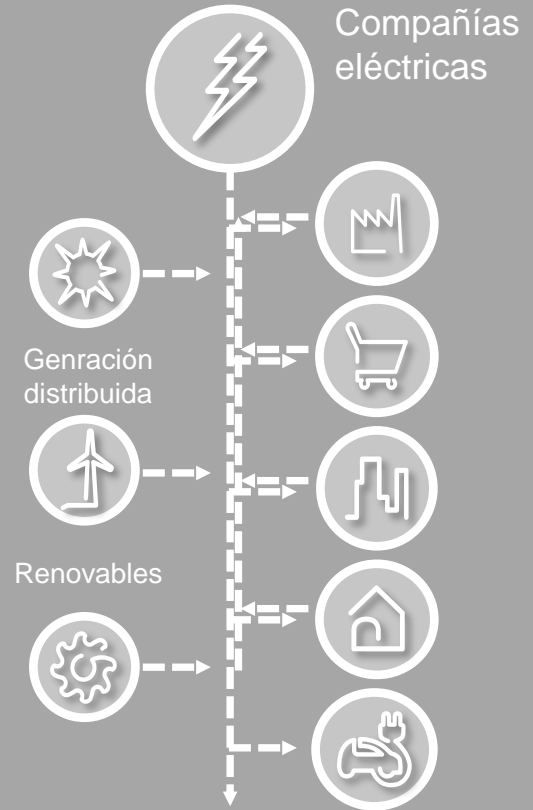 Compañías
eléctricas
Genración
distribuida
Renovables